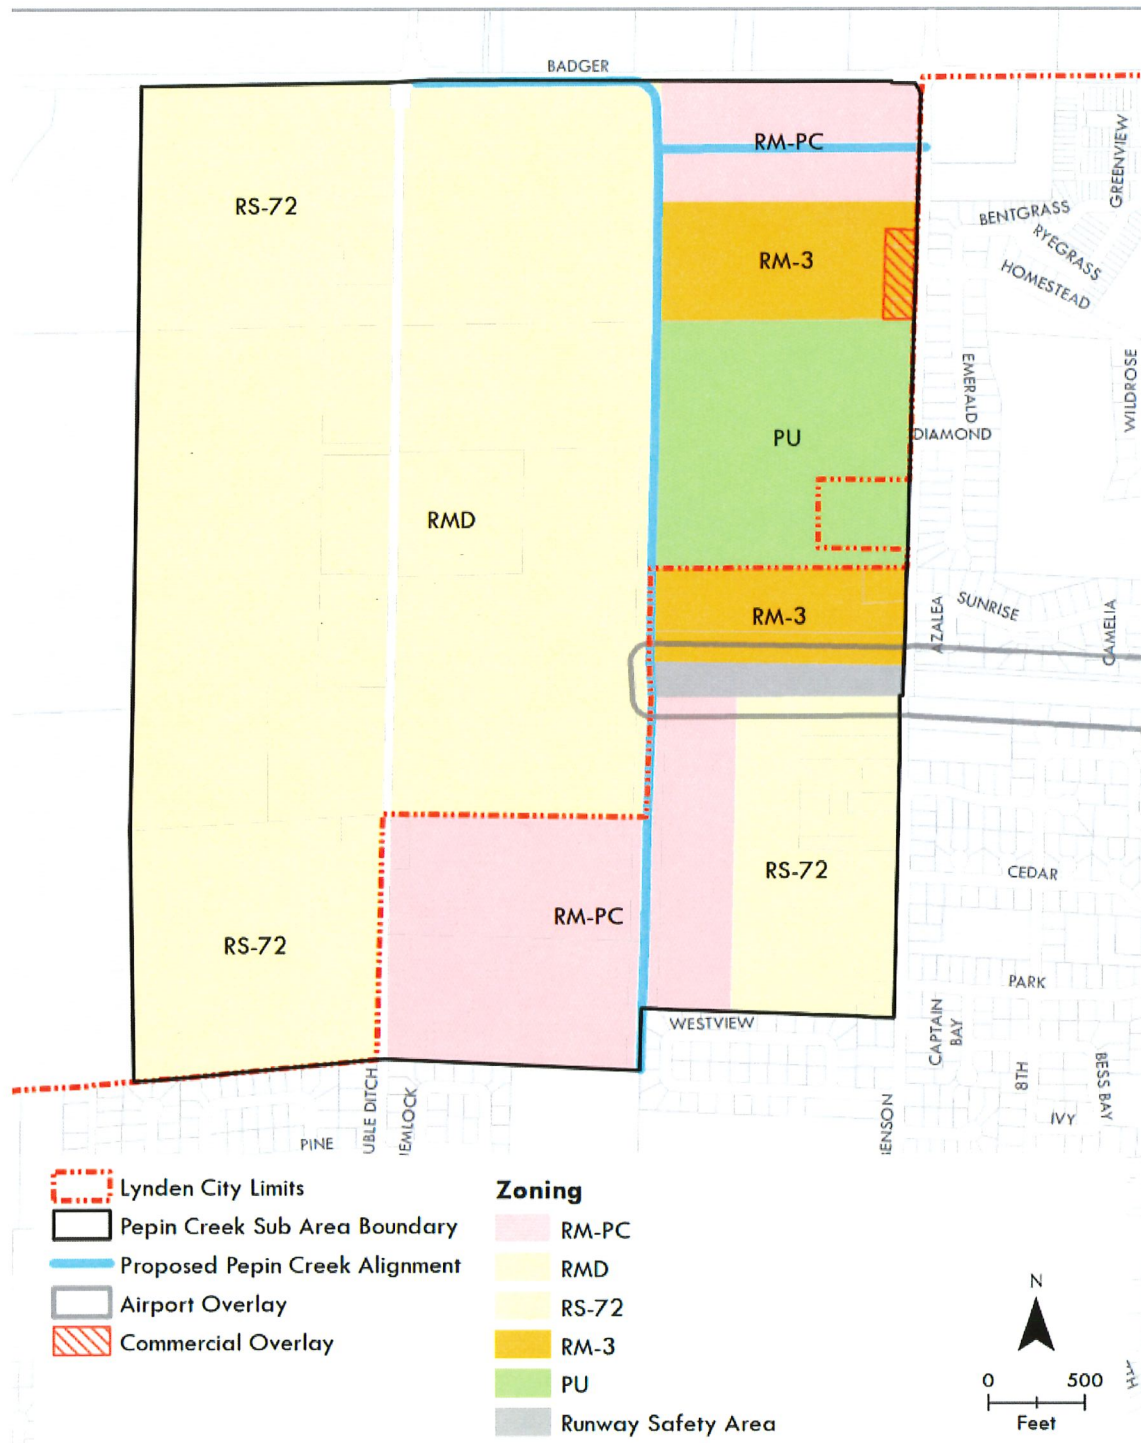 BADGER
RM-PC
GREENVIEW
RS-72
BENTGRASS
RYEGRASS
RM-3
HOMESTEAD
EMERALD
WILDROSE
PU
DIAMOND
RMD
SUNRISE
RM-3
AZALEA
CAMELIA
RS-72
CEDAR
RM-PC
RS-72
PARK
WESTVIEW
CAPTAIN
BAY
8TH
BESS BAY
UBLE DITCH
EMLOCK
ENSON
IVY
PINE
Lynden City Limits
Pepin Creek Sub Area Boundary
Proposed Pepin Creek Alignment
Airport Overlay
Commercial Overlay
Zoning
RM-PC
RMD
RS-72
RM-3
PU
Runway Safety Area
N
0 500
Feet